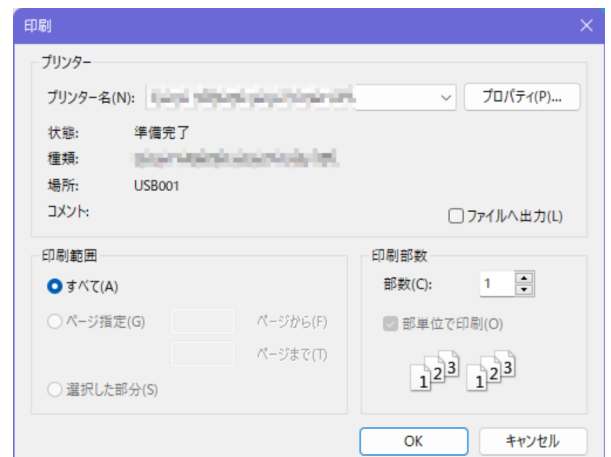 印刷
プリンター
プリンター名(N):
プロパティ(P)...
状態: 準備完了
種類:
場所: USB001
コメント:
ファイルへ出力(L)
印刷範囲
すべて(A)
ページ指定(G) ページから(F)
ページまで(T)
選択した部分(S)
印刷部数
部数(C): 1
部単位で印刷(O)
1 2 3 1 2 3
OK キャンセル